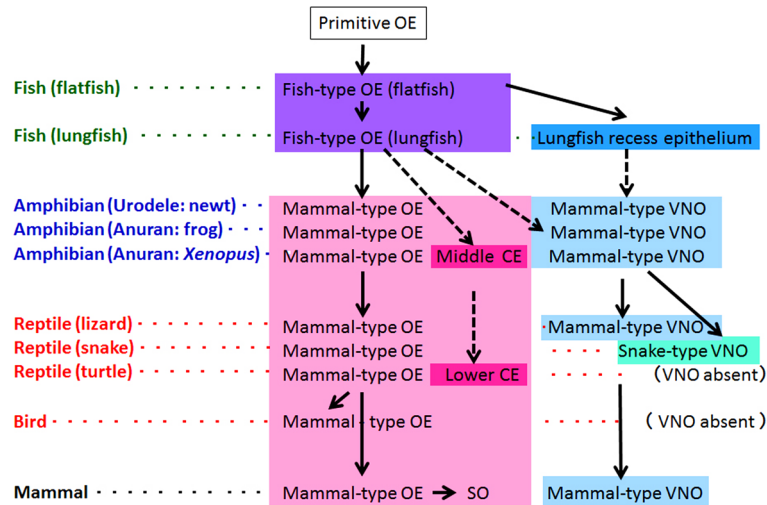 Primitive OE
Fish (flatfish) Fish-type OE (flatfish)
Fish (lungfish) Fish-type OE (lungfish) Lungfish recess epithelium
Amphibian (Urodele: newt) Mammal-type OE Mammal-type VNO
Amphibian (Anuran: frog) Mammal-type OE Mammal-type VNO
Amphibian (Anuran: Xenopus) Mammal-type OE Middle CE Mammal-type VNO
Reptile (lizard) Mammal-type OE Mammal-type VNO
Reptile (snake) Mammal-type OE Snake-type VNO
Reptile (turtle) Mammal-type OE Lower CE (VNO absent)
Bird Mammal - type OE (VNO absent)
Mammal Mammal-type OE SO Mammal-type VNO